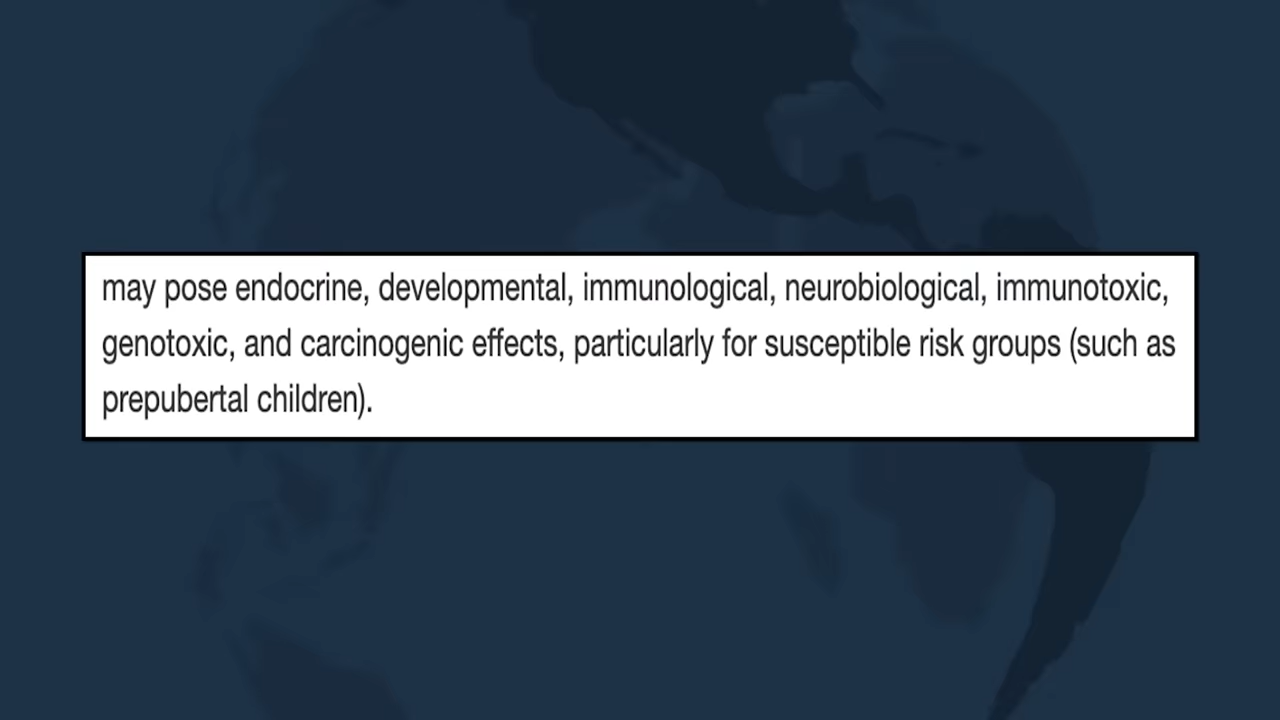 may pose endocrine, developmental, immunological, neurobiological, immunotoxic,
genotoxic, and carcinogenic effects, particularly for susceptible risk groups (such as
prepubertal children).